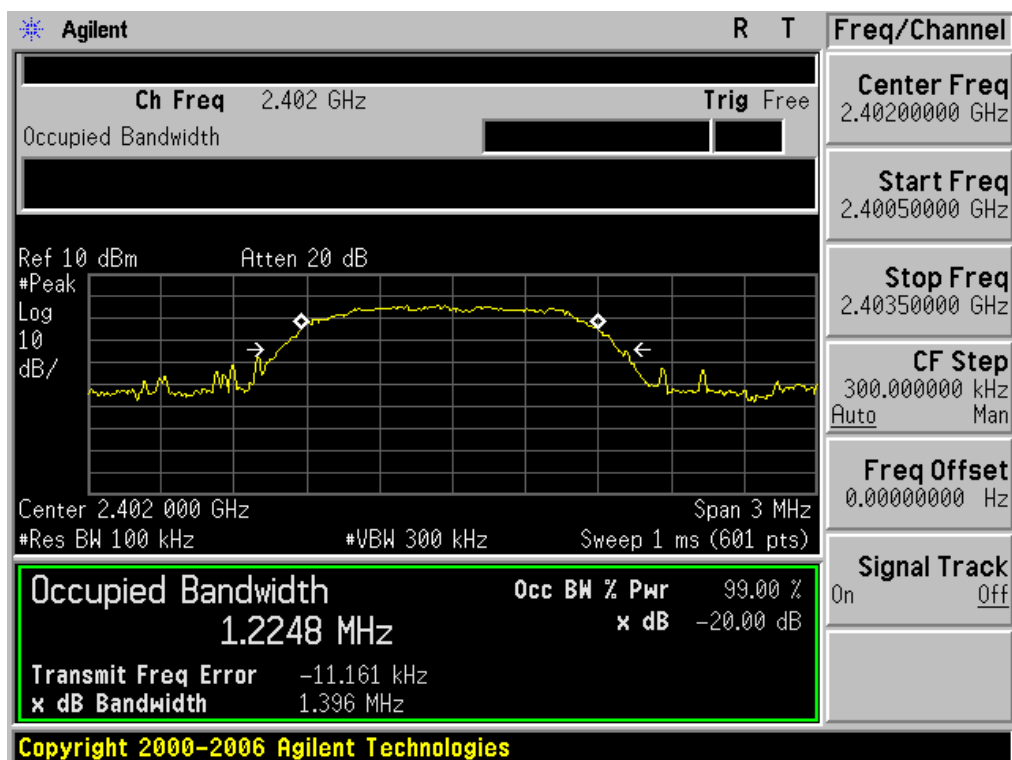 Agilent R T Freq/Channel
Ch Freq 2.402 GHz Trig Free
Occupied Bandwidth
Center Freq
2.40200000 GHz
Start Freq
2.40050000 GHz
Stop Freq
2.40350000 GHz
CF Step
300.000000 kHz
Auto Man
Freq Offset
0.00000000 Hz
Signal Track
On Off
Ref 10 dBm Atten 20 dB
#Peak
Log
10
dB/
Center 2.402 000 GHz Span 3 MHz
#Res BW 100 kHz #VBW 300 kHz Sweep 1 ms (601 pts)
Occupied Bandwidth Occ BW % Pwr 99.00 %
1.2248 MHz x dB -20.00 dB
Transmit Freq Error -11.161 kHz
x dB Bandwidth 1.396 MHz
Copyright 2000-2006 Agilent Technologies